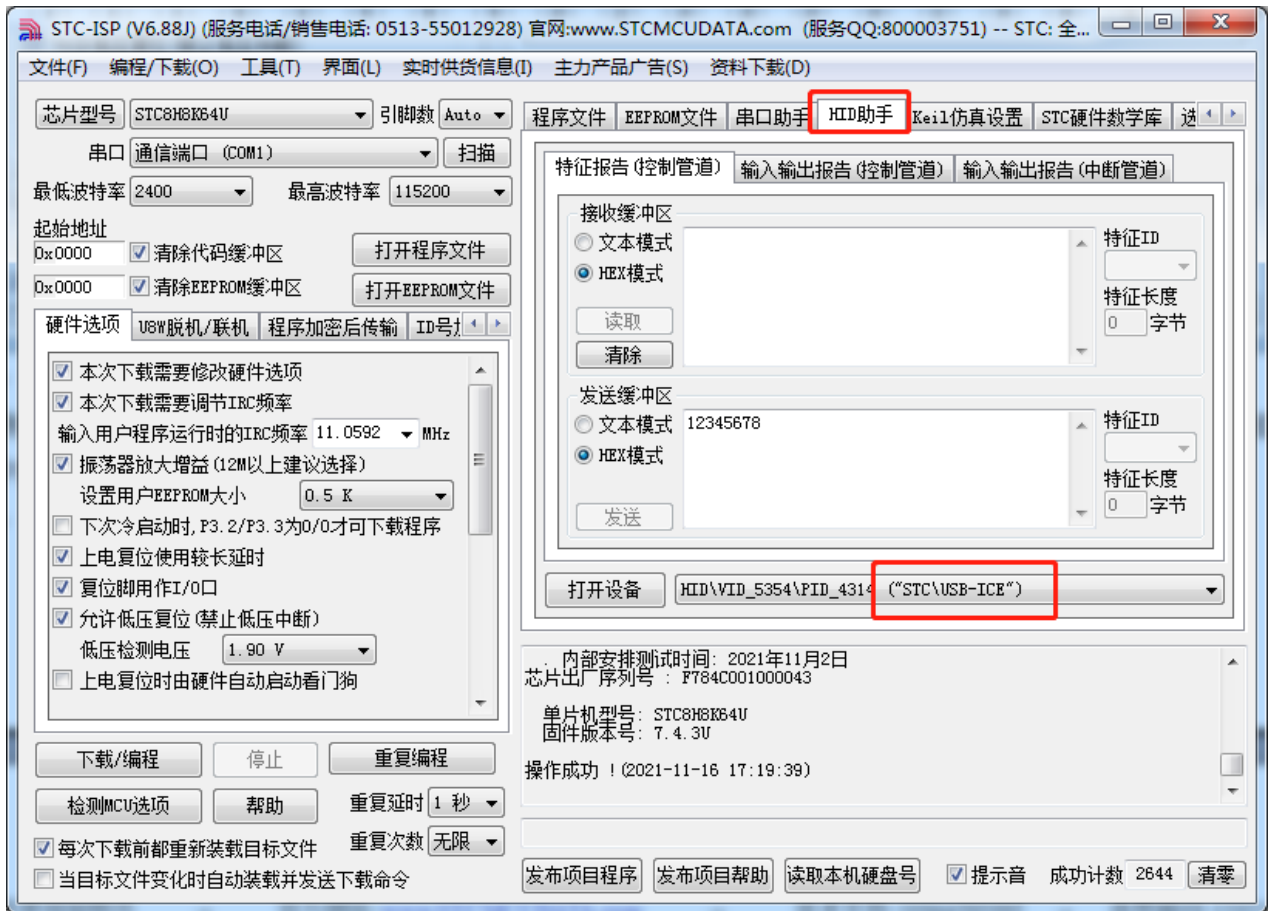 STC-ISP (V6.88J) (服务电话/销售电话: 0513-55012928) 官网:www.STCMCUDATA.com (服务QQ:800003751) -- STC: 全...
文件(F) 编程/下载(O) 工具(T) 界面(L) 实时供货信息(I) 主力产品广告(S) 资料下载(D)
芯片型号 STC8H8K64U 引脚数 Auto
串口 通信端口 (COM1) 扫描
最低波特率 2400 最高波特率 115200
起始地址
0x0000 清除代码缓冲区 打开程序文件
0x0000 清除EEPROM缓冲区 打开EEPROM文件
硬件选项 U8W脱机/联机 程序加密后传输 ID号
本次下载需要修改硬件选项
本次下载需要调节IRC频率
输入用户程序运行时的IRC频率 11.0592 MHz
振荡器放大增益(12M以上建议选择)
设置用户EEPROM大小 0.5 K
下次冷启动时,P3.2/P3.3为0/0才可下载程序
上电复位使用较长延时
复位脚用作I/O口
允许低压复位(禁止低压中断)
低压检测电压 1.90 V
上电复位时由硬件自动启动看门狗
下载/编程 停止 重复编程
检测MCU选项 帮助 重复延时 1 秒
每次下载前都重新装载目标文件 重复次数 无限
当目标文件变化时自动装载并发送下载命令
程序文件 EEPROM文件 串口助手 HID助手 Keil仿真设置 STC硬件数学库 选
特征报告(控制管道) 输入输出报告(控制管道) 输入输出报告(中断管道)
接收缓冲区
文本模式 特征ID
HEX模式
特征长度
读取 0 字节
清除
发送缓冲区
文本模式 12345678 特征ID
HEX模式
特征长度
发送 0 字节
打开设备 HID\VID_5354\PID_4314 ("STC\USB-ICE")
. 内部安排测试时间: 2021年11月2日
芯片出厂序列号 : F784C001000043
单片机型号: STC8H8K64U
固件版本号: 7.4.3U
操作成功 !(2021-11-16 17:19:39)
发布项目程序 发布项目帮助 读取本机硬盘号 提示音 成功计数 2644 清零